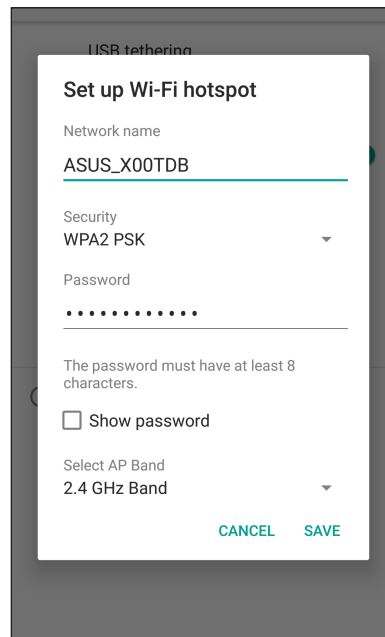 USB tethering
Set up Wi-Fi hotspot
Network name
ASUS_X00TDB
Security
WPA2 PSK
Password
••••••••••••
The password must have at least 8
characters.
Show password
Select AP Band
2.4 GHz Band
CANCEL SAVE